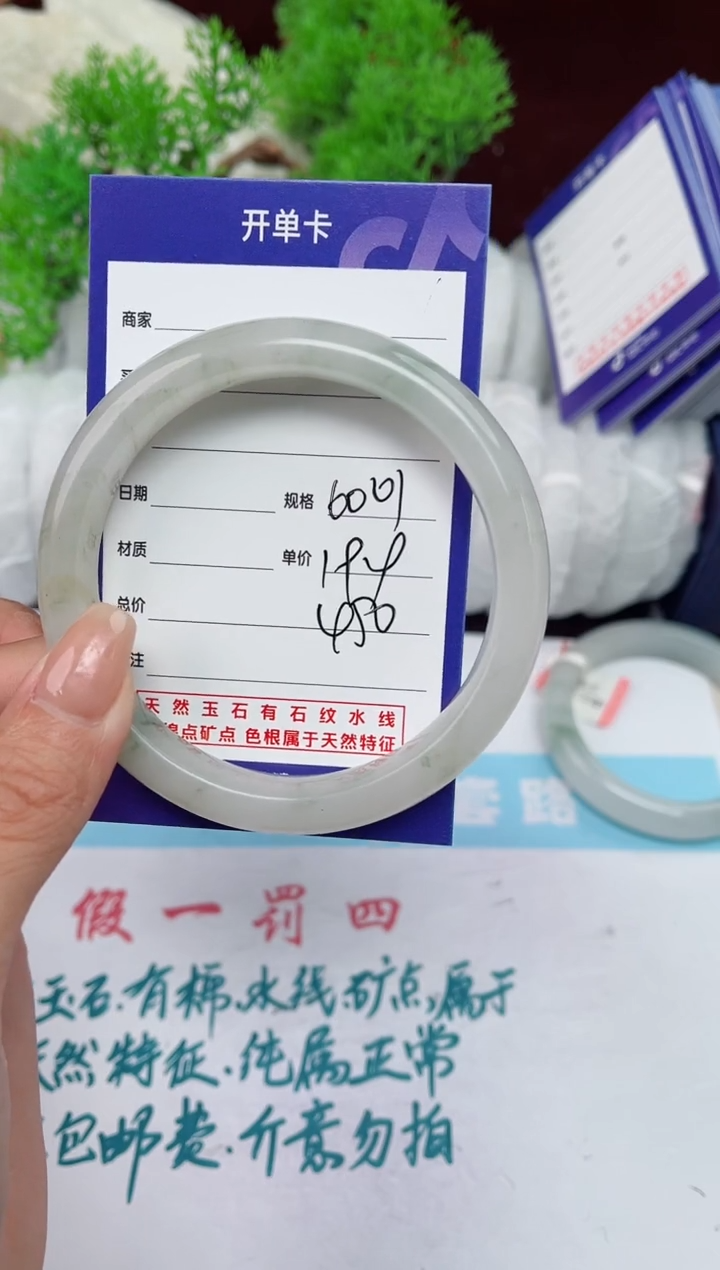 开单卡
商家
日期
规格
材质
单价
总价
450
注
天然玉石有石纹水线
点矿点 色根属于天然特征
假一罚四
玉石.有棉.水线.矿点,属于
然特征.纯属正常
包邮费.介意勿拍